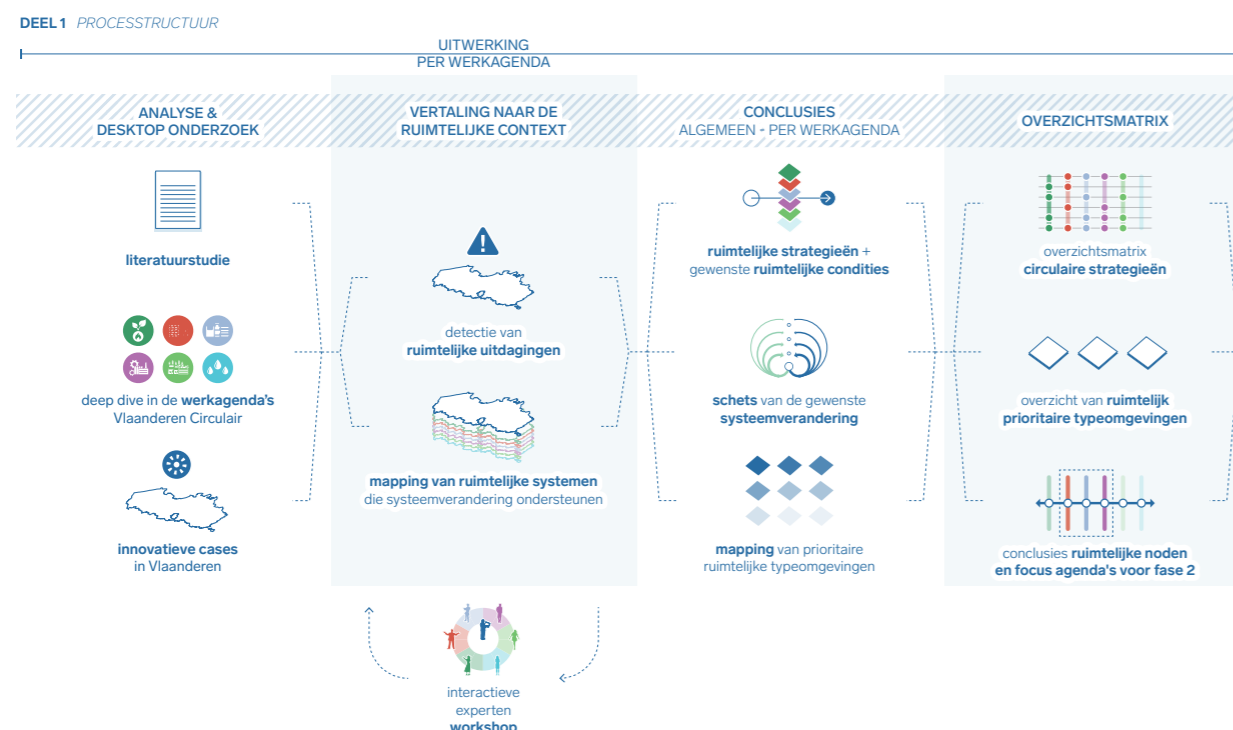 DEEL 1 PROCESSTRUCTUUR
UITWERKING
PER WERKAGENDA
ANALYSE &
DESKTOP ONDERZOEK
literatuurstudie
deep dive in de werkagenda's
Vlaanderen Circulair
innovatieve cases
in Vlaanderen
VERTALING NAAR DE
RUIMTELIJKE CONTEXT
detectie van
ruimtelijke uitdagingen
mapping van ruimtelijke systemen
die systeemverandering ondersteunen
interactieve
experten
workshop
CONCLUSIES
ALGEMEEN - PER WERKAGENDA
ruimtelijke strategieën +
gewenste ruimtelijke condities
schets van de gewenste
systeemverandering
mapping van prioritaire
ruimtelijke typeomgevingen
OVERZICHTSMATRIX
overzichtsmatrix
circulaire strategieën
overzicht van ruimtelijk
prioritaire typeomgevingen
conclusies ruimtelijke noden
en focus agenda's voor fase 2